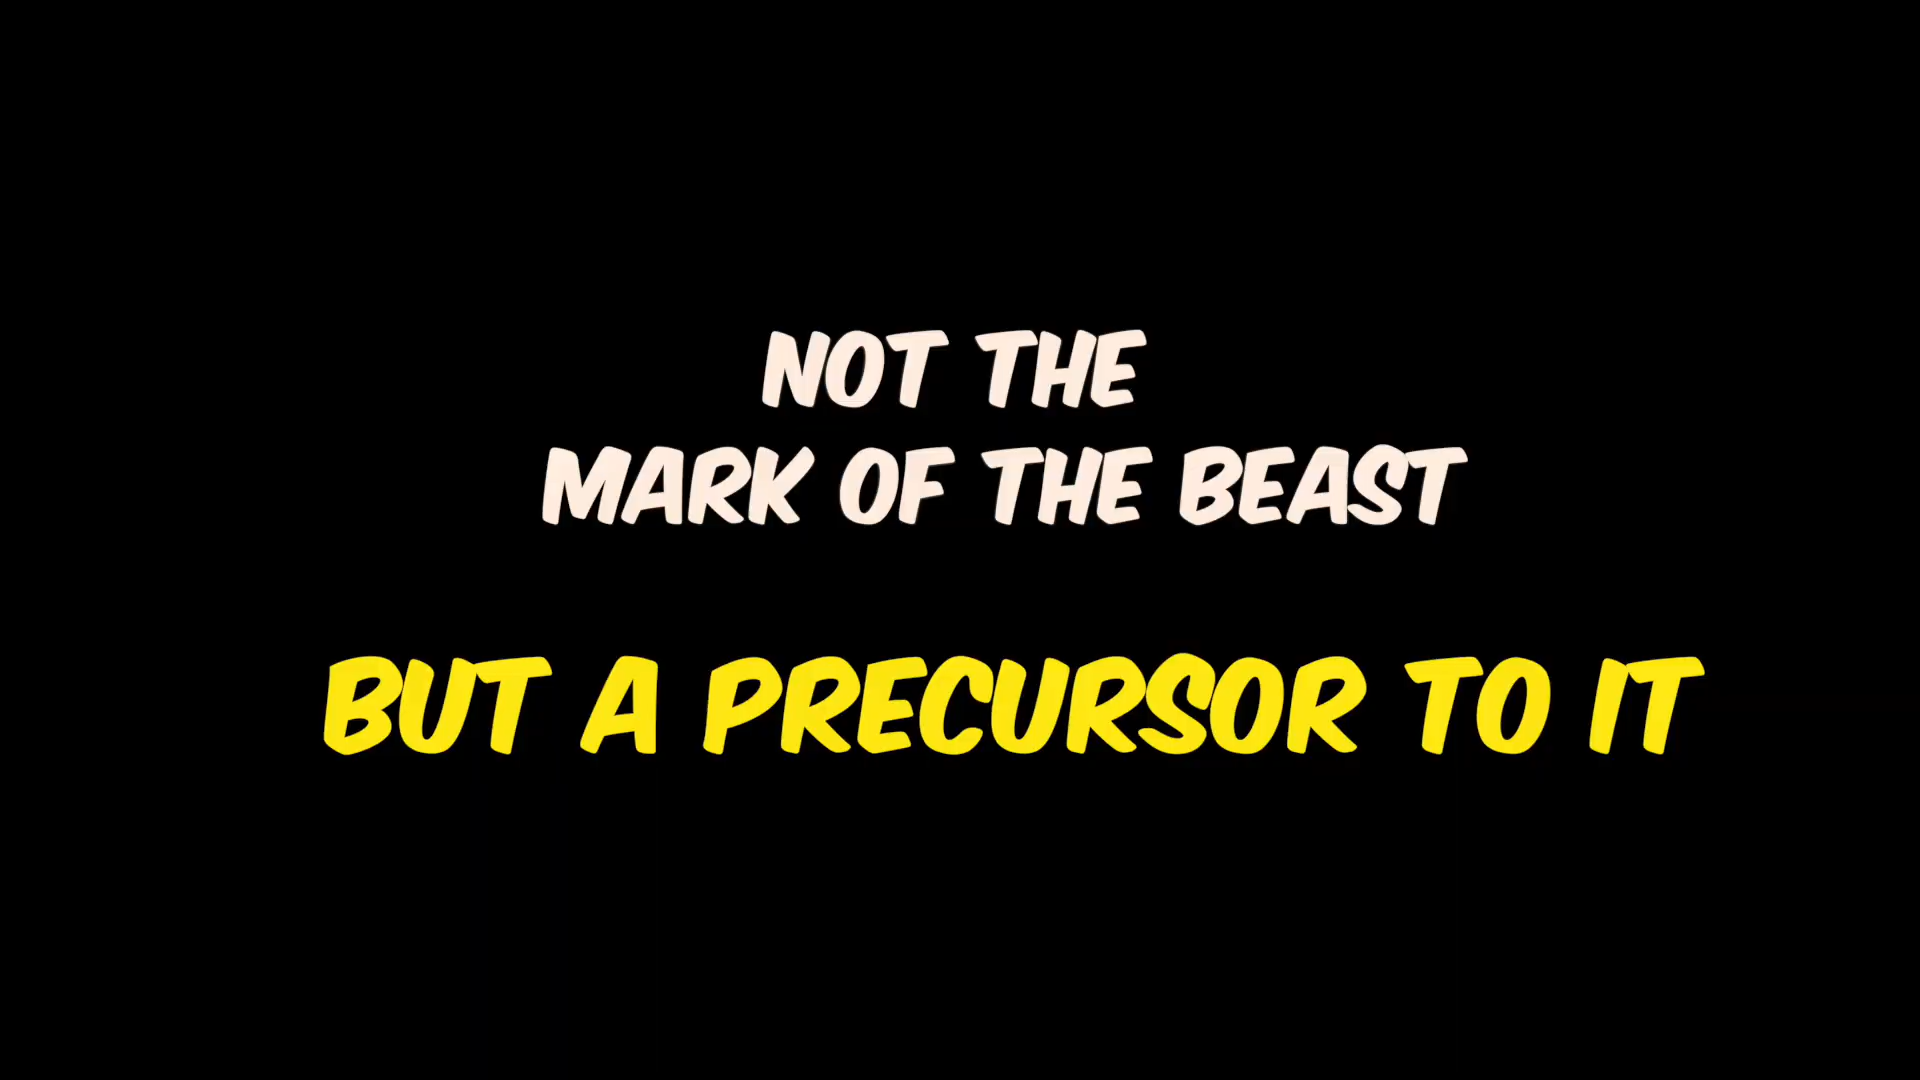 NOT THE
MARK OF THE BEAST
BUT A PRECURSOR TO IT